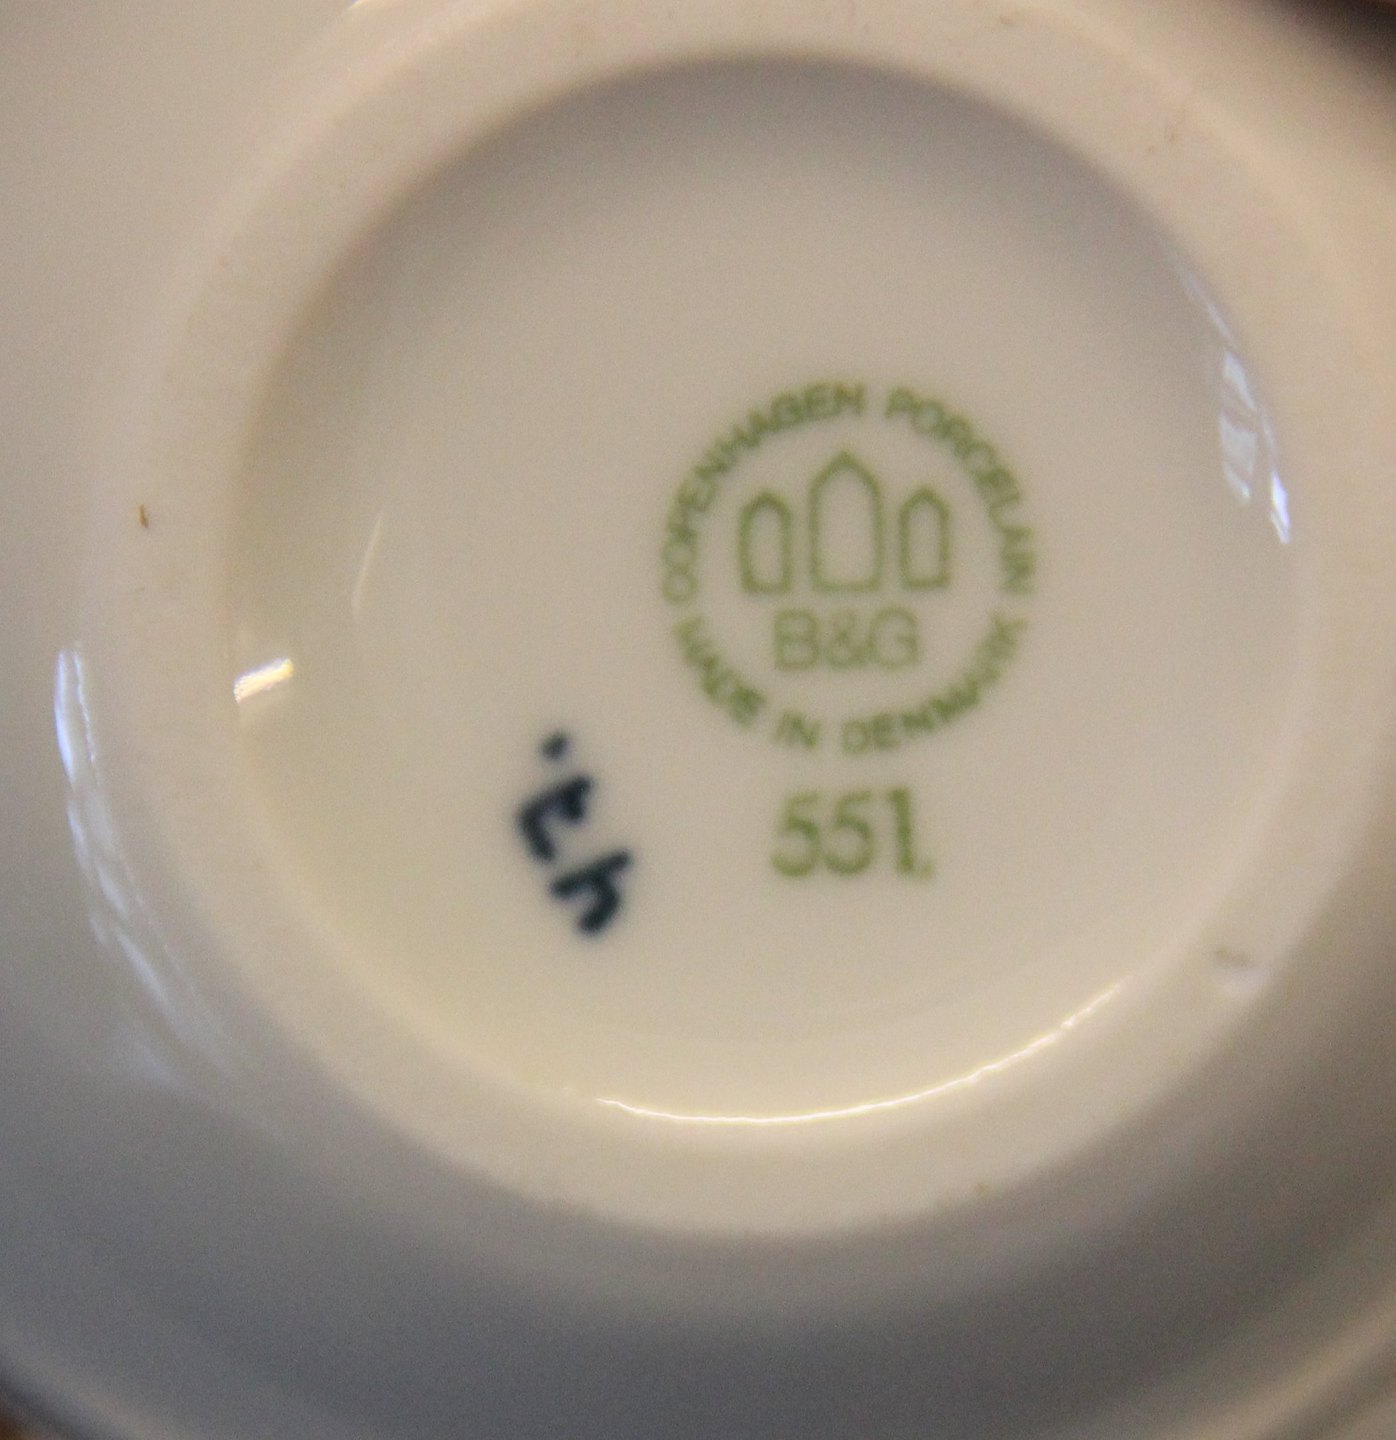 COPENHAGEN PORCELAIN
B&G
MADE IN DENMARK
551.